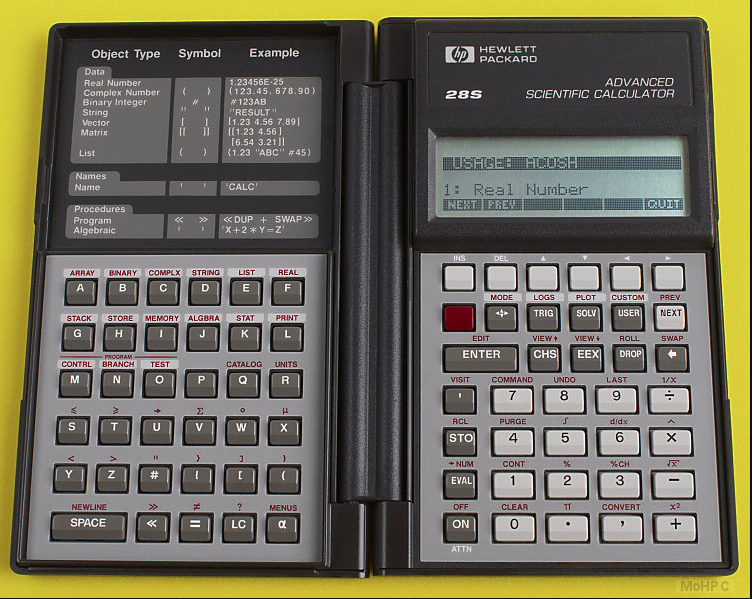 Object Type Symbol Example
Data
Real Number 1.23456E-25
Complex Number ( ) (123.45, 678.90)
Binary Integer # #123AB
String " " "RESULT"
Vector [ ] [1.23 4.56 7.89]
Matrix [[ ]] [[1.23 4.56]
[6.54 3.21]]
List { } {1.23 "ABC" #45}
Names
Name ' ' 'CALC'
Procedures
Program ≪ ≫ ≪DUP + SWAP≫
Algebraic ' ' 'X+2*Y=Z'
ARRAY BINARY COMPLX STRING LIST REAL
A B C D E F
STACK STORE MEMORY ALGBRA STAT PRINT
G H I J K L
PROGRAM
CONTRL BRANCH TEST CATALOG UNITS
M N O P Q R
≤ ≥ → Σ ° μ
S T U V W X
< > " } ] )
Y Z # { [ (
NEWLINE ≫ ≠ ? MENUS
SPACE ≪ = LC α
hp HEWLETT
PACKARD
28S ADVANCED
SCIENTIFIC CALCULATOR
USAGE: ACOSH
1: Real Number
NEXT PREV QUIT
INS DEL ▲ ▼ ◄ ►
MODE LOGS PLOT CUSTOM PREV
TRIG SOLV USER NEXT
EDIT VIEW↑ VIEW↓ ROLL SWAP
ENTER CHS EEX DROP ←
VISIT COMMAND UNDO LAST 1/X
' 7 8 9 ÷
RCL PURGE ∫ d/dx ^
STO 4 5 6 ×
→NUM CONT % %CH √x
EVAL 1 2 3 −
OFF CLEAR π CONVERT x²
ON 0 . , +
ATTN
MoHPC